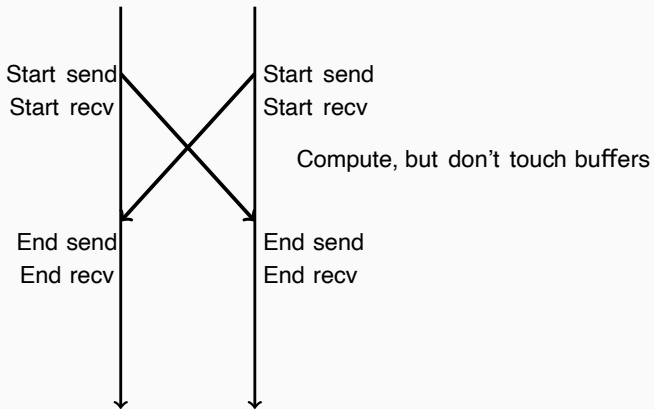 Start send
Start recv
Start send
Start recv
Compute, but don't touch buffers
End send
End recv
End send
End recv